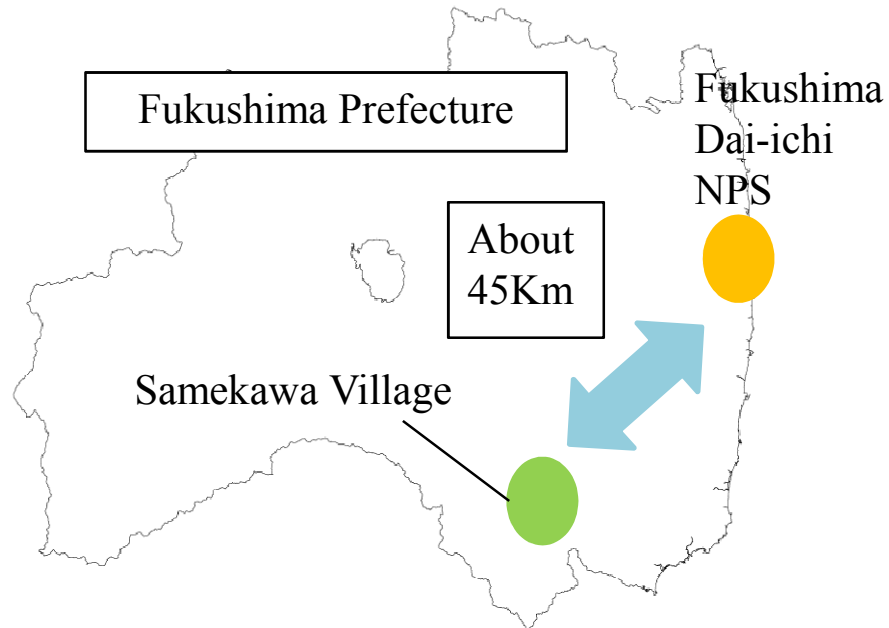 Fukushima Prefecture
Fukushima
Dai-ichi
NPS
About
45Km
Samekawa Village